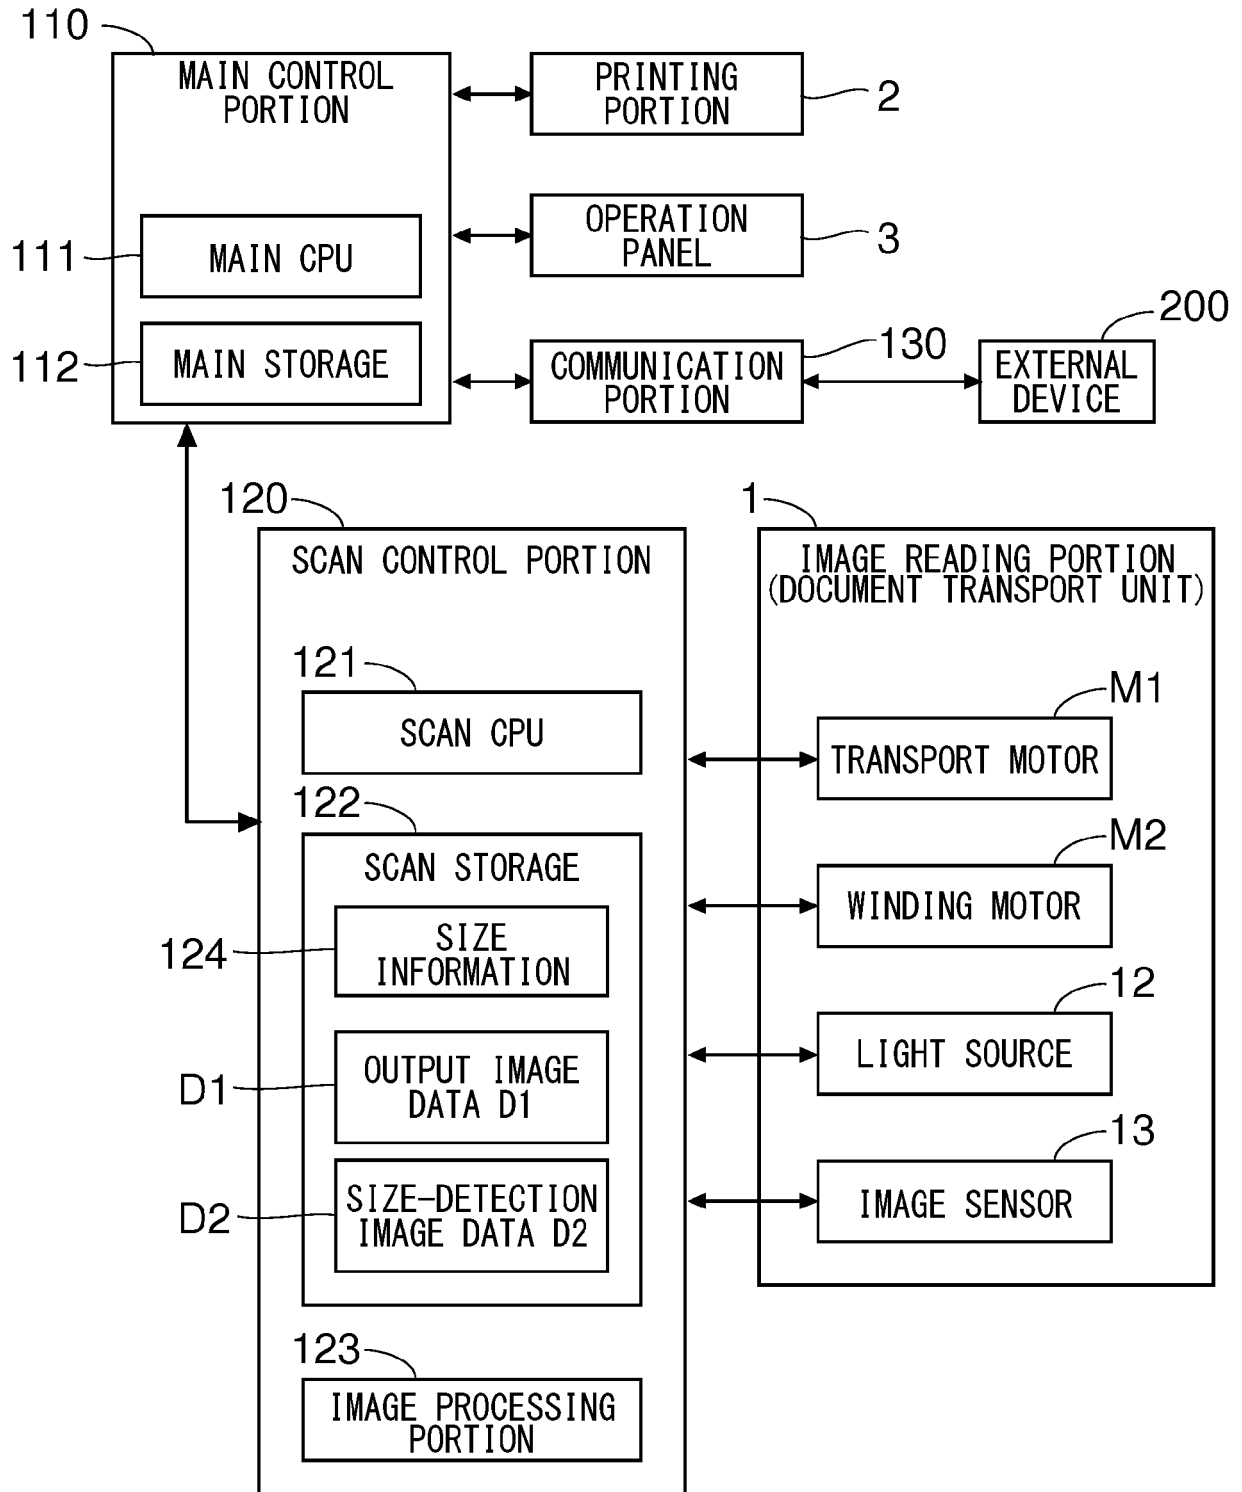 110
MAIN CONTROL
PORTION
PRINTING
PORTION
2
111
MAIN CPU
OPERATION
PANEL
3
112
MAIN STORAGE
COMMUNICATION
PORTION
130
200
EXTERNAL
DEVICE
120
SCAN CONTROL PORTION
121
SCAN CPU
122
SCAN STORAGE
124
SIZE
INFORMATION
D1
OUTPUT IMAGE
DATA D1
D2
SIZE-DETECTION
IMAGE DATA D2
123
IMAGE PROCESSING
PORTION
1
IMAGE READING PORTION
(DOCUMENT TRANSPORT UNIT)
M1
TRANSPORT MOTOR
M2
WINDING MOTOR
12
LIGHT SOURCE
13
IMAGE SENSOR